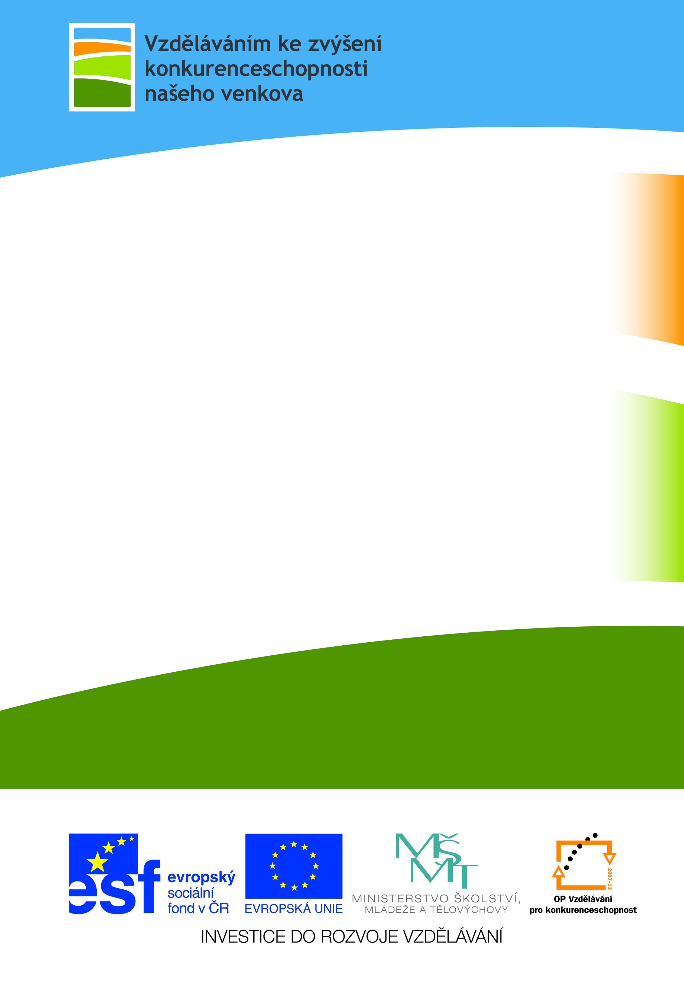 Vzděláváním ke zvýšení
konkurenceschopnosti
našeho venkova
esf
evropský
sociální
fond v ČR
EVROPSKÁ UNIE
MŠMT
MINISTERSTVO ŠKOLSTVÍ,
MLÁDEŽE A TĚLOVÝCHOVY
2007-13
OP Vzdělávání
pro konkurenceschopnost
INVESTICE DO ROZVOJE VZDĚLÁVÁNÍ